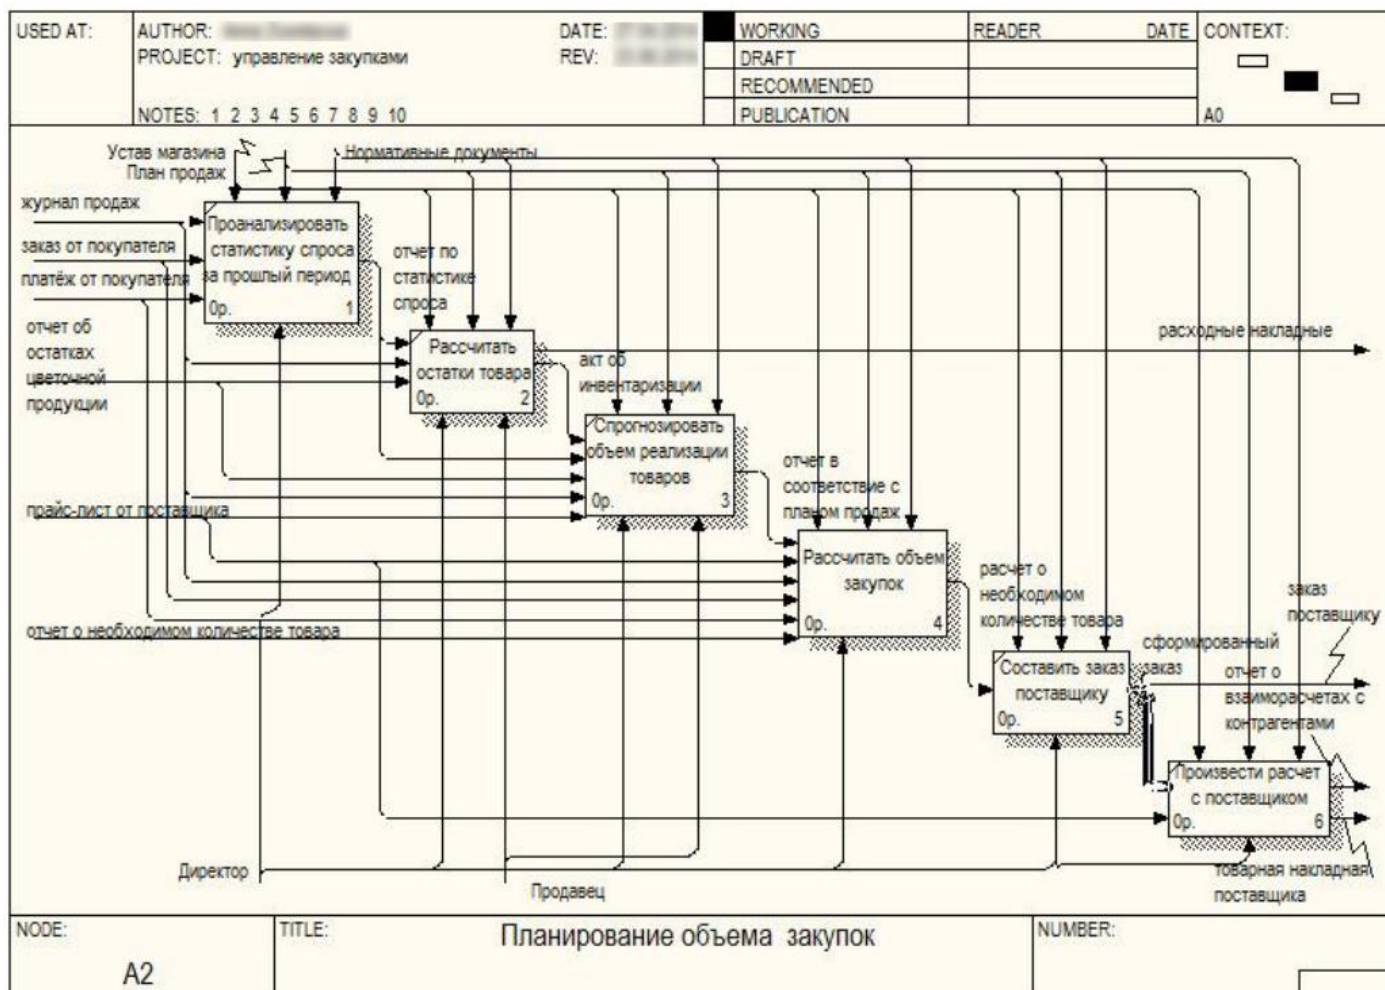 USED AT:
AUTHOR:
DATE:
PROJECT: управление закупками
REV:
NOTES: 1 2 3 4 5 6 7 8 9 10
WORKING
DRAFT
RECOMMENDED
PUBLICATION
READER DATE
CONTEXT:
A0
Устав магазина
План продаж
Нормативные документы
журнал продаж
заказ от покупателя
платёж от покупателя
отчет об
остатках
цветочной
продукции
прайс-лист от поставщика
отчет о необходимом количестве товара
Проанализировать
статистику спроса
за прошлый период
0р. 1
отчет по
статистике
спроса
Рассчитать
остатки товара
0р. 2
акт об
инвентаризации
расходные накладные
Спрогнозировать
объем реализации
товаров
0р. 3
отчет в
соответствие с
планом продаж
Рассчитать объем
закупок
0р. 4
расчет о
необходимом
количестве товара
заказ
поставщику
Составить заказ
поставщику
0р. 5
сформированный
заказ
отчет о
взаиморасчетах с
контрагентами
Произвести расчет
с поставщиком
0р. 6
товарная накладная
поставщика
Директор
Продавец
NODE:
A2
TITLE:
Планирование объема закупок
NUMBER: